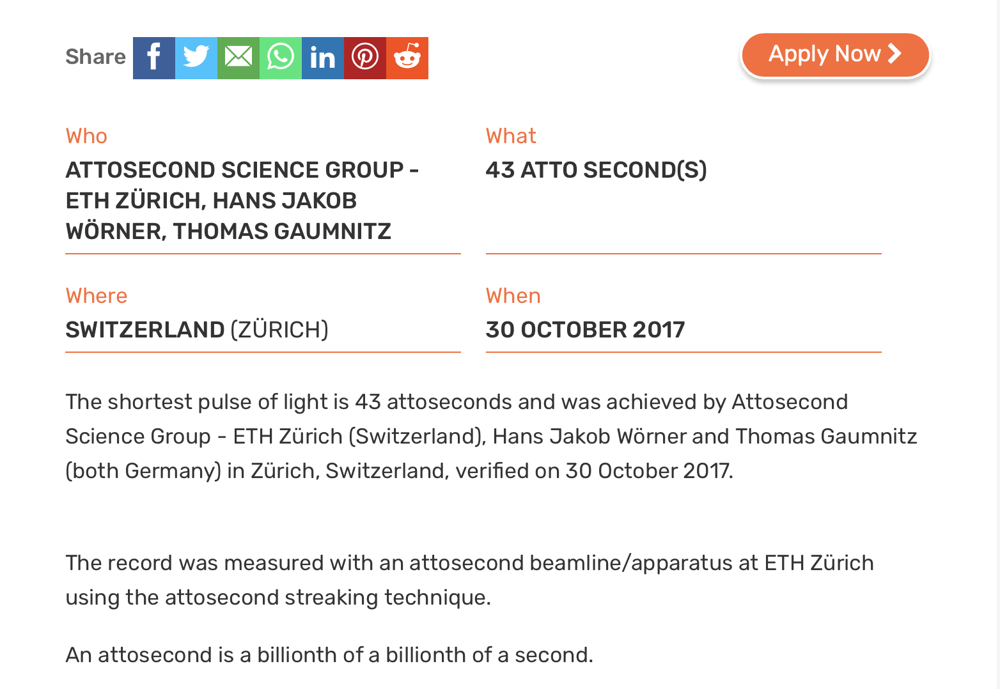 Share
Apply Now
Who
ATTOSECOND SCIENCE GROUP -
ETH ZÜRICH, HANS JAKOB
WÖRNER, THOMAS GAUMNITZ
What
43 ATTO SECOND(S)
Where
SWITZERLAND (ZÜRICH)
When
30 OCTOBER 2017
The shortest pulse of light is 43 attoseconds and was achieved by Attosecond
Science Group - ETH Zürich (Switzerland), Hans Jakob Wörner and Thomas Gaumnitz
(both Germany) in Zürich, Switzerland, verified on 30 October 2017.
The record was measured with an attosecond beamline/apparatus at ETH Zürich
using the attosecond streaking technique.
An attosecond is a billionth of a billionth of a second.